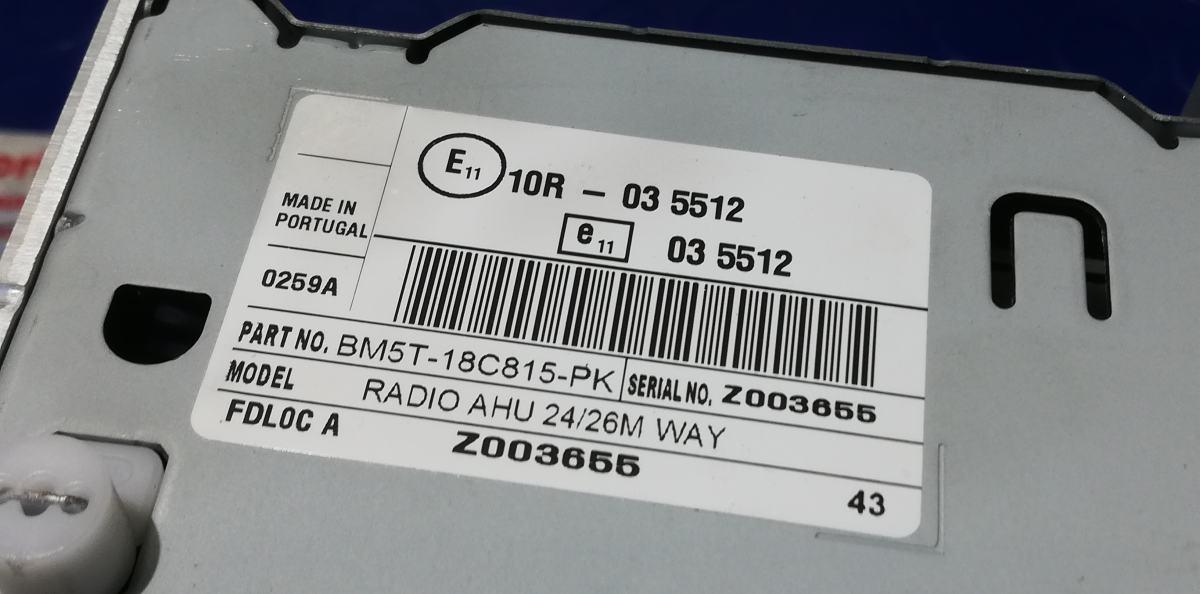 E11 10R - 03 5512
e11 03 5512
MADE IN
PORTUGAL
0259A
PART NO. BM5T-18C815-PK SERIAL NO. Z003655
MODEL RADIO AHU 24/26M WAY
FDLOC A Z003655
43